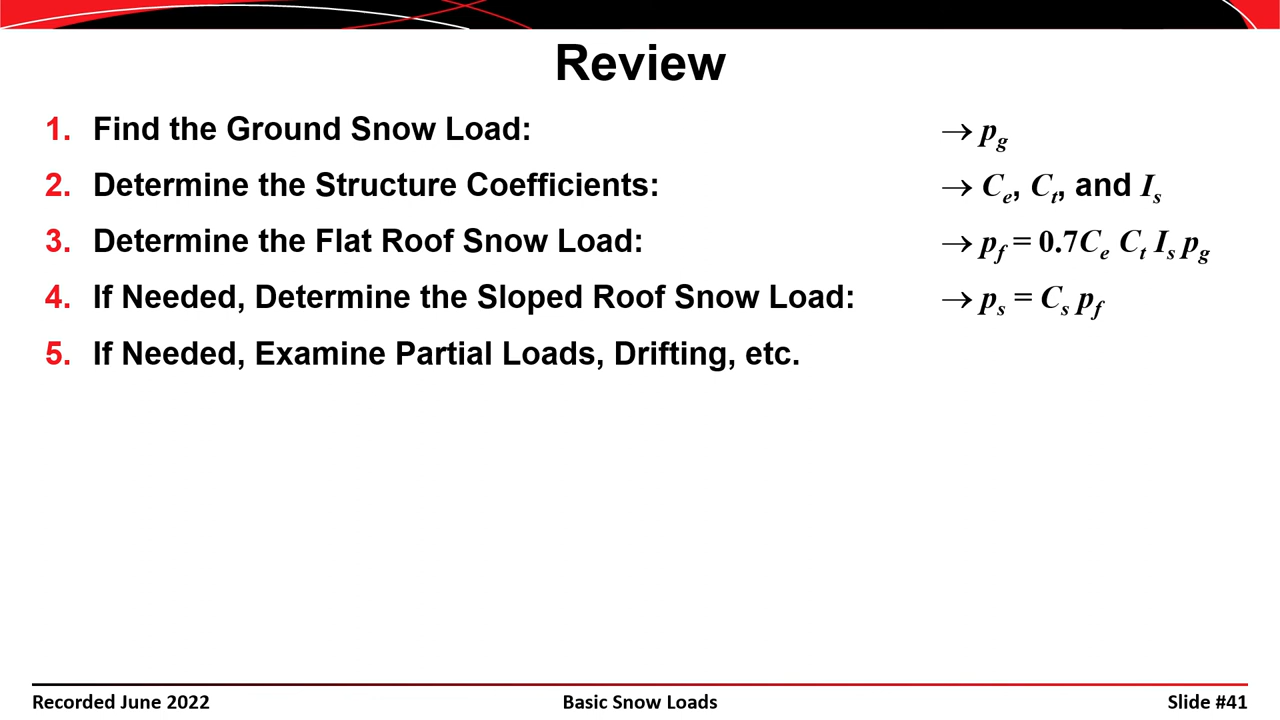 Review
1. Find the Ground Snow Load: → p_g
2. Determine the Structure Coefficients: → C_e, C_t, and I_s
3. Determine the Flat Roof Snow Load: → p_f = 0.7C_e C_t I_s p_g
4. If Needed, Determine the Sloped Roof Snow Load: → p_s = C_s p_f
5. If Needed, Examine Partial Loads, Drifting, etc.
Recorded June 2022 Basic Snow Loads Slide #41